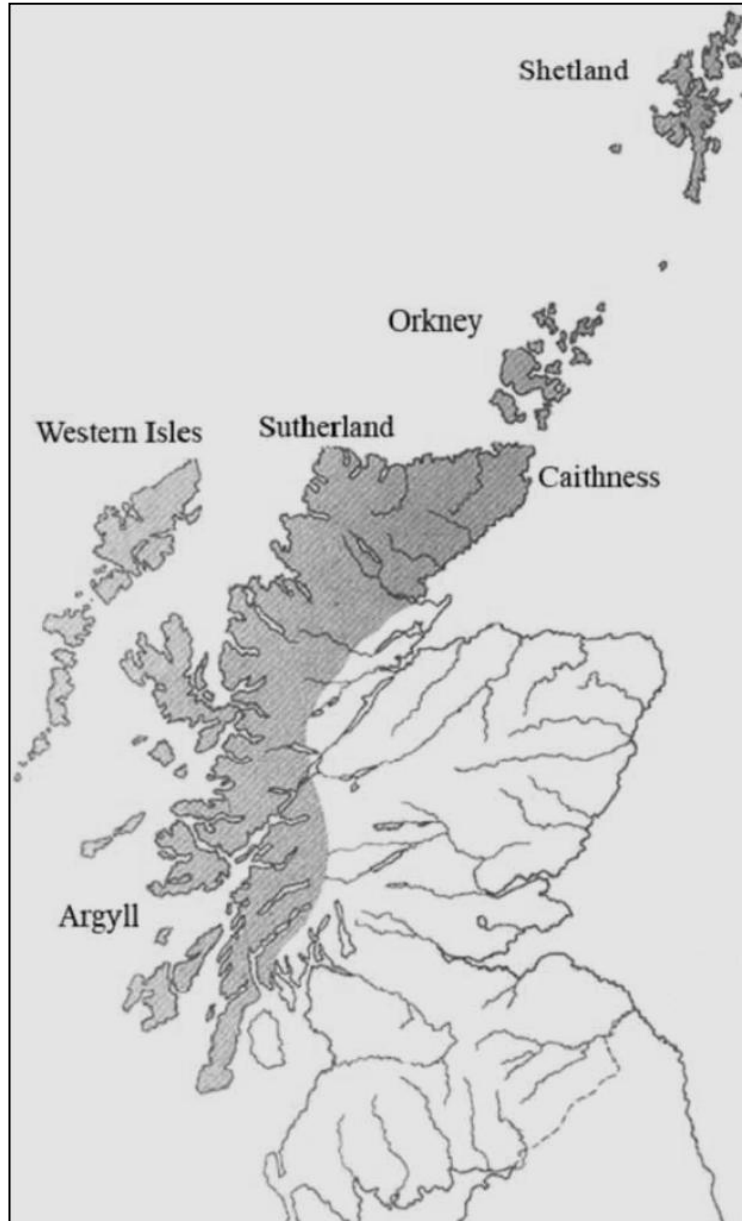 Shetland
Orkney
Western Isles
Sutherland
Caithness
Argyll